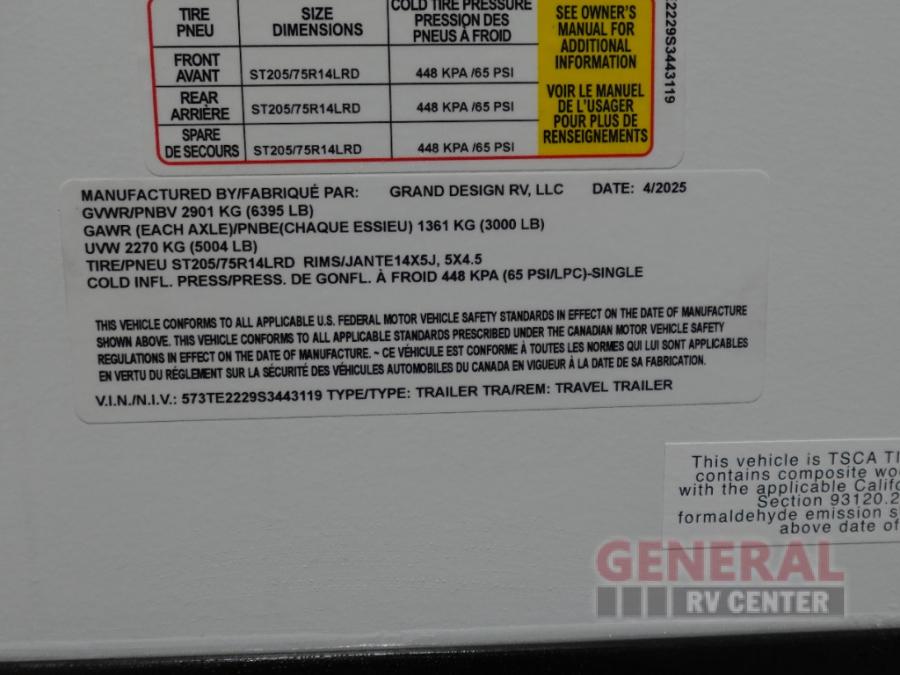 TIRE SIZE COLD TIRE PRESSURE
PNEU DIMENSIONS PRESSION DES
PNEUS À FROID
FRONT
AVANT ST205/75R14LRD 448 KPA /65 PSI
REAR
ARRIÈRE ST205/75R14LRD 448 KPA /65 PSI
SPARE
DE SECOURS ST205/75R14LRD 448 KPA /65 PSI
SEE OWNER'S
MANUAL FOR
ADDITIONAL
INFORMATION
VOIR LE MANUEL
DE L'USAGER
POUR PLUS DE
RENSEIGNEMENTS
E2229S3443119
MANUFACTURED BY/FABRIQUÉ PAR: GRAND DESIGN RV, LLC DATE: 4/2025
GVWR/PNBV 2901 KG (6395 LB)
GAWR (EACH AXLE)/PNBE(CHAQUE ESSIEU) 1361 KG (3000 LB)
UVW 2270 KG (5004 LB)
TIRE/PNEU ST205/75R14LRD RIMS/JANTE14X5J, 5X4.5
COLD INFL. PRESS/PRESS. DE GONFL. À FROID 448 KPA (65 PSI/LPC)-SINGLE
THIS VEHICLE CONFORMS TO ALL APPLICABLE U.S. FEDERAL MOTOR VEHICLE SAFETY STANDARDS IN EFFECT ON THE DATE OF MANUFACTURE
SHOWN ABOVE. THIS VEHICLE CONFORMS TO ALL APPLICABLE STANDARDS PRESCRIBED UNDER THE CANADIAN MOTOR VEHICLE SAFETY
REGULATIONS IN EFFECT ON THE DATE OF MANUFACTURE. ~ CE VÉHICULE EST CONFORME À TOUTES LES NORMES QUI LUI SONT APPLICABLES
EN VERTU DU RÉGLEMENT SUR LA SÉCURITÉ DES VÉHICULES AUTOMOBILES DU CANADA EN VIGUEUR À LA DATE DE SA FABRICATION.
V.I.N./N.I.V.: 573TE2229S3443119 TYPE/TYPE: TRAILER TRA/REM: TRAVEL TRAILER
This vehicle is TSCA TI
contains composite wo
with the applicable Califo
Section 93120.2
formaldehyde emission s
above date of
GENERAL
RV CENTER